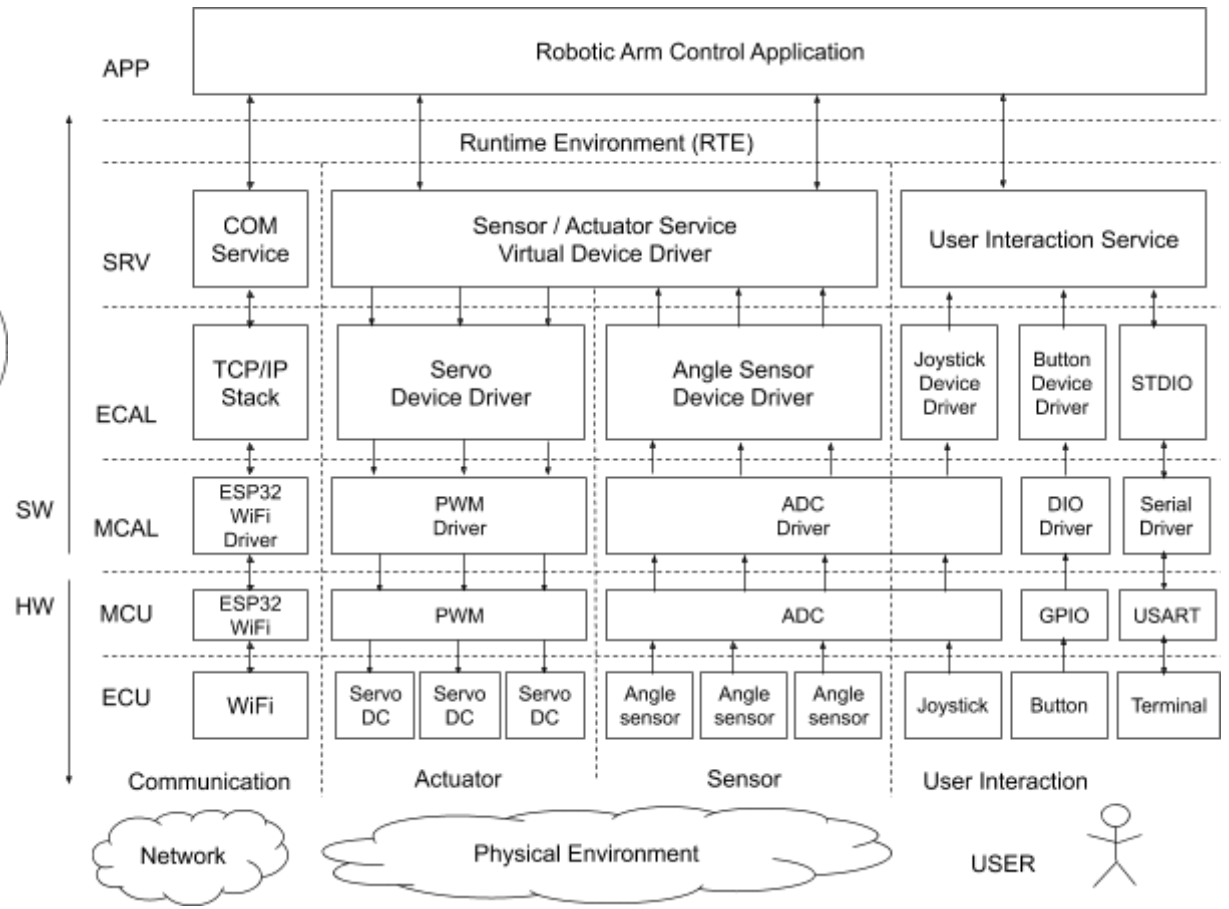 Robotic Arm Control Application
APP
Runtime Environment (RTE)
COM
Service
Sensor / Actuator Service
Virtual Device Driver
User Interaction Service
SRV
TCP/IP
Stack
Servo
Device Driver
Angle Sensor
Device Driver
Joystick
Device
Driver
Button
Device
Driver
STDIO
ECAL
SW
MCAL
ESP32
WiFi
Driver
PWM
Driver
ADC
Driver
DIO
Driver
Serial
Driver
HW
MCU
ESP32
WiFi
PWM
ADC
GPIO
USART
ECU
WiFi
Servo
DC
Servo
DC
Servo
DC
Angle
sensor
Angle
sensor
Angle
sensor
Joystick
Button
Terminal
Communication
Actuator
Sensor
User Interaction
Network
Physical Environment
USER